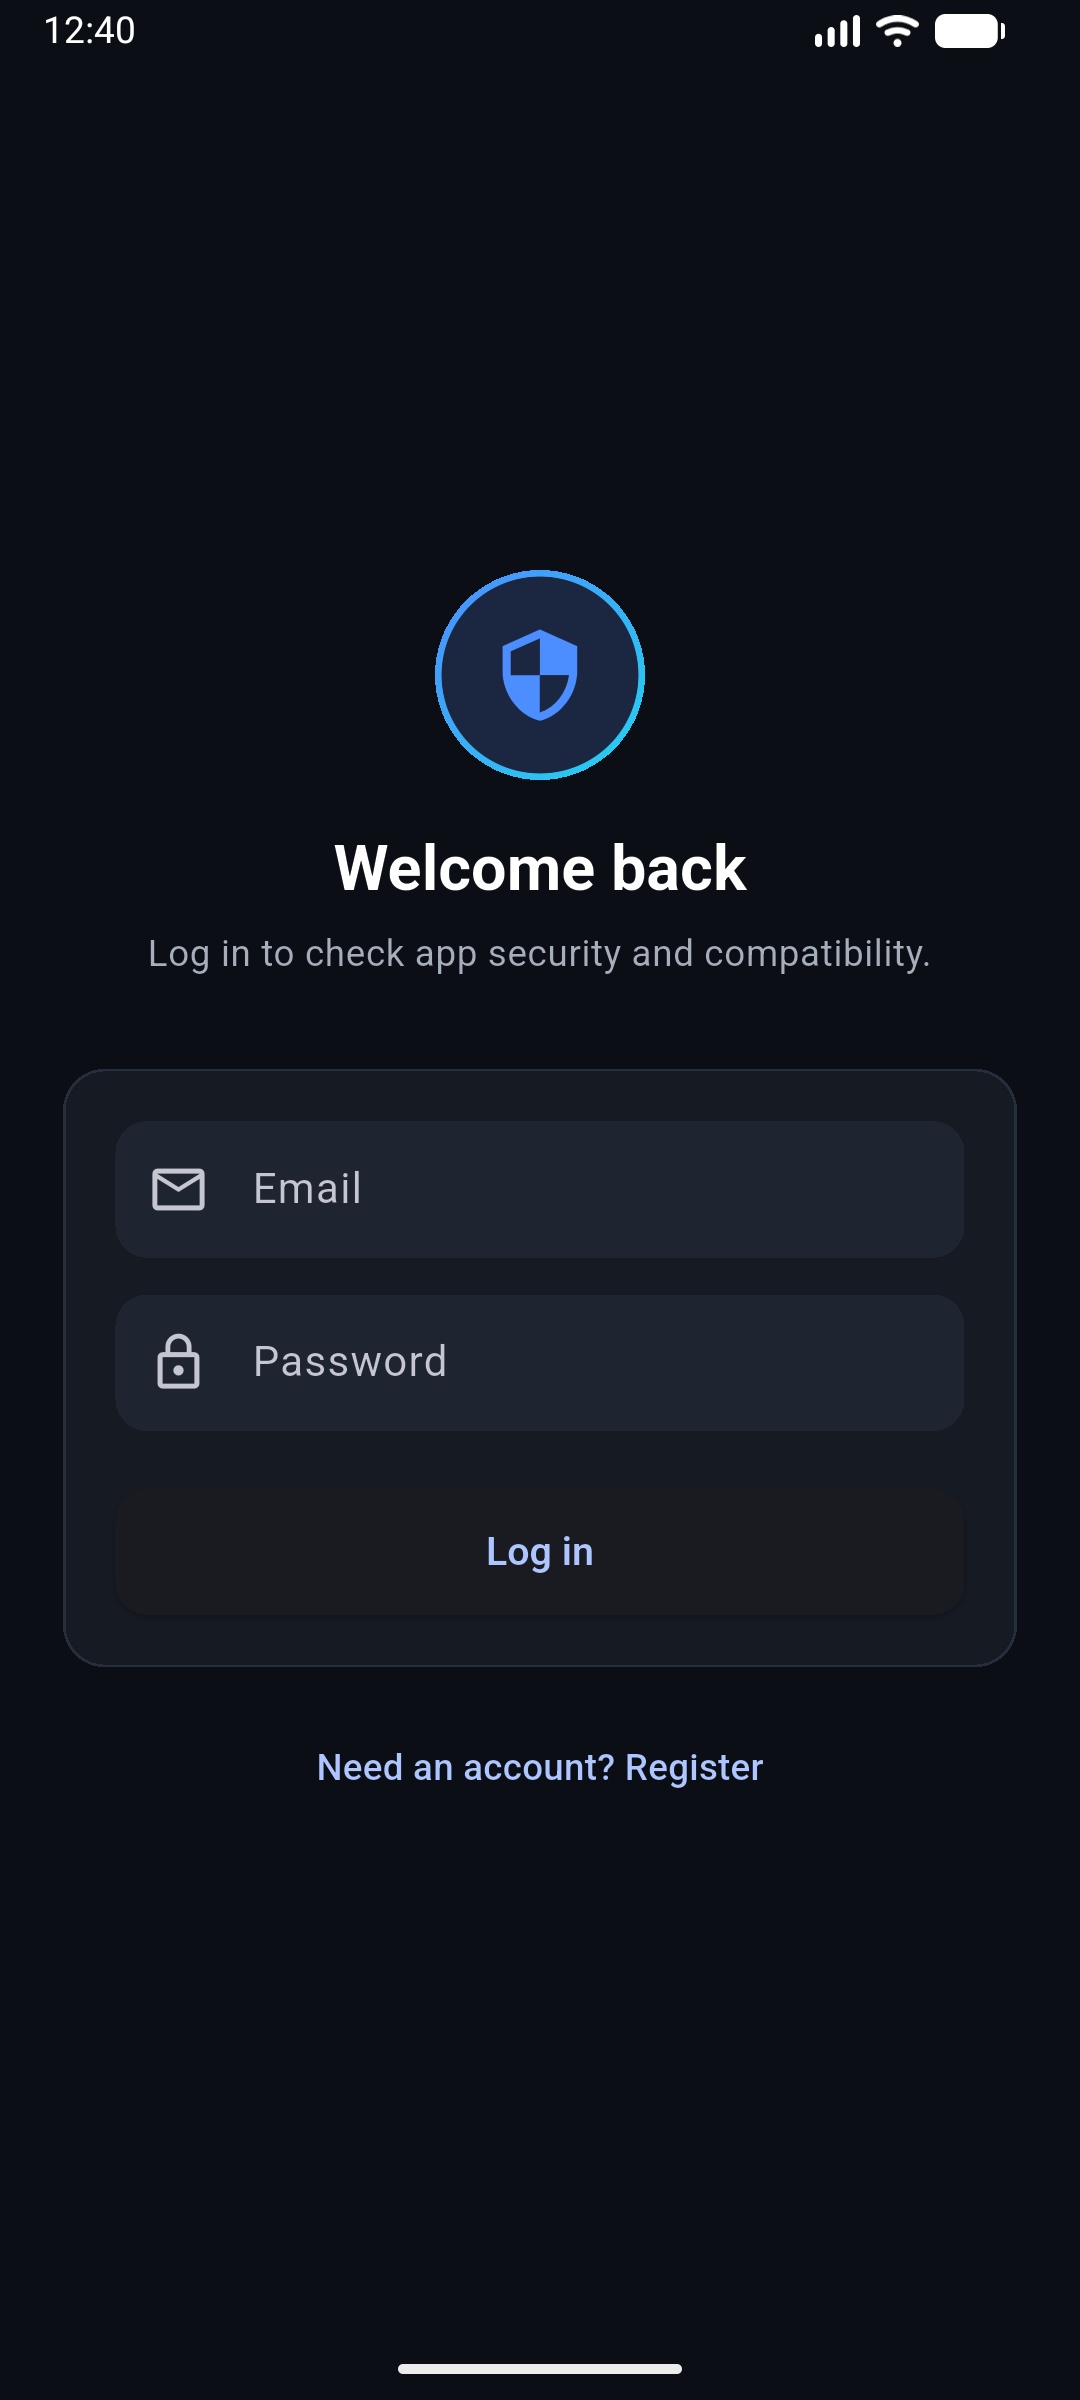 12:40
Welcome back
Log in to check app security and compatibility.
Email
Password
Log in
Need an account? Register